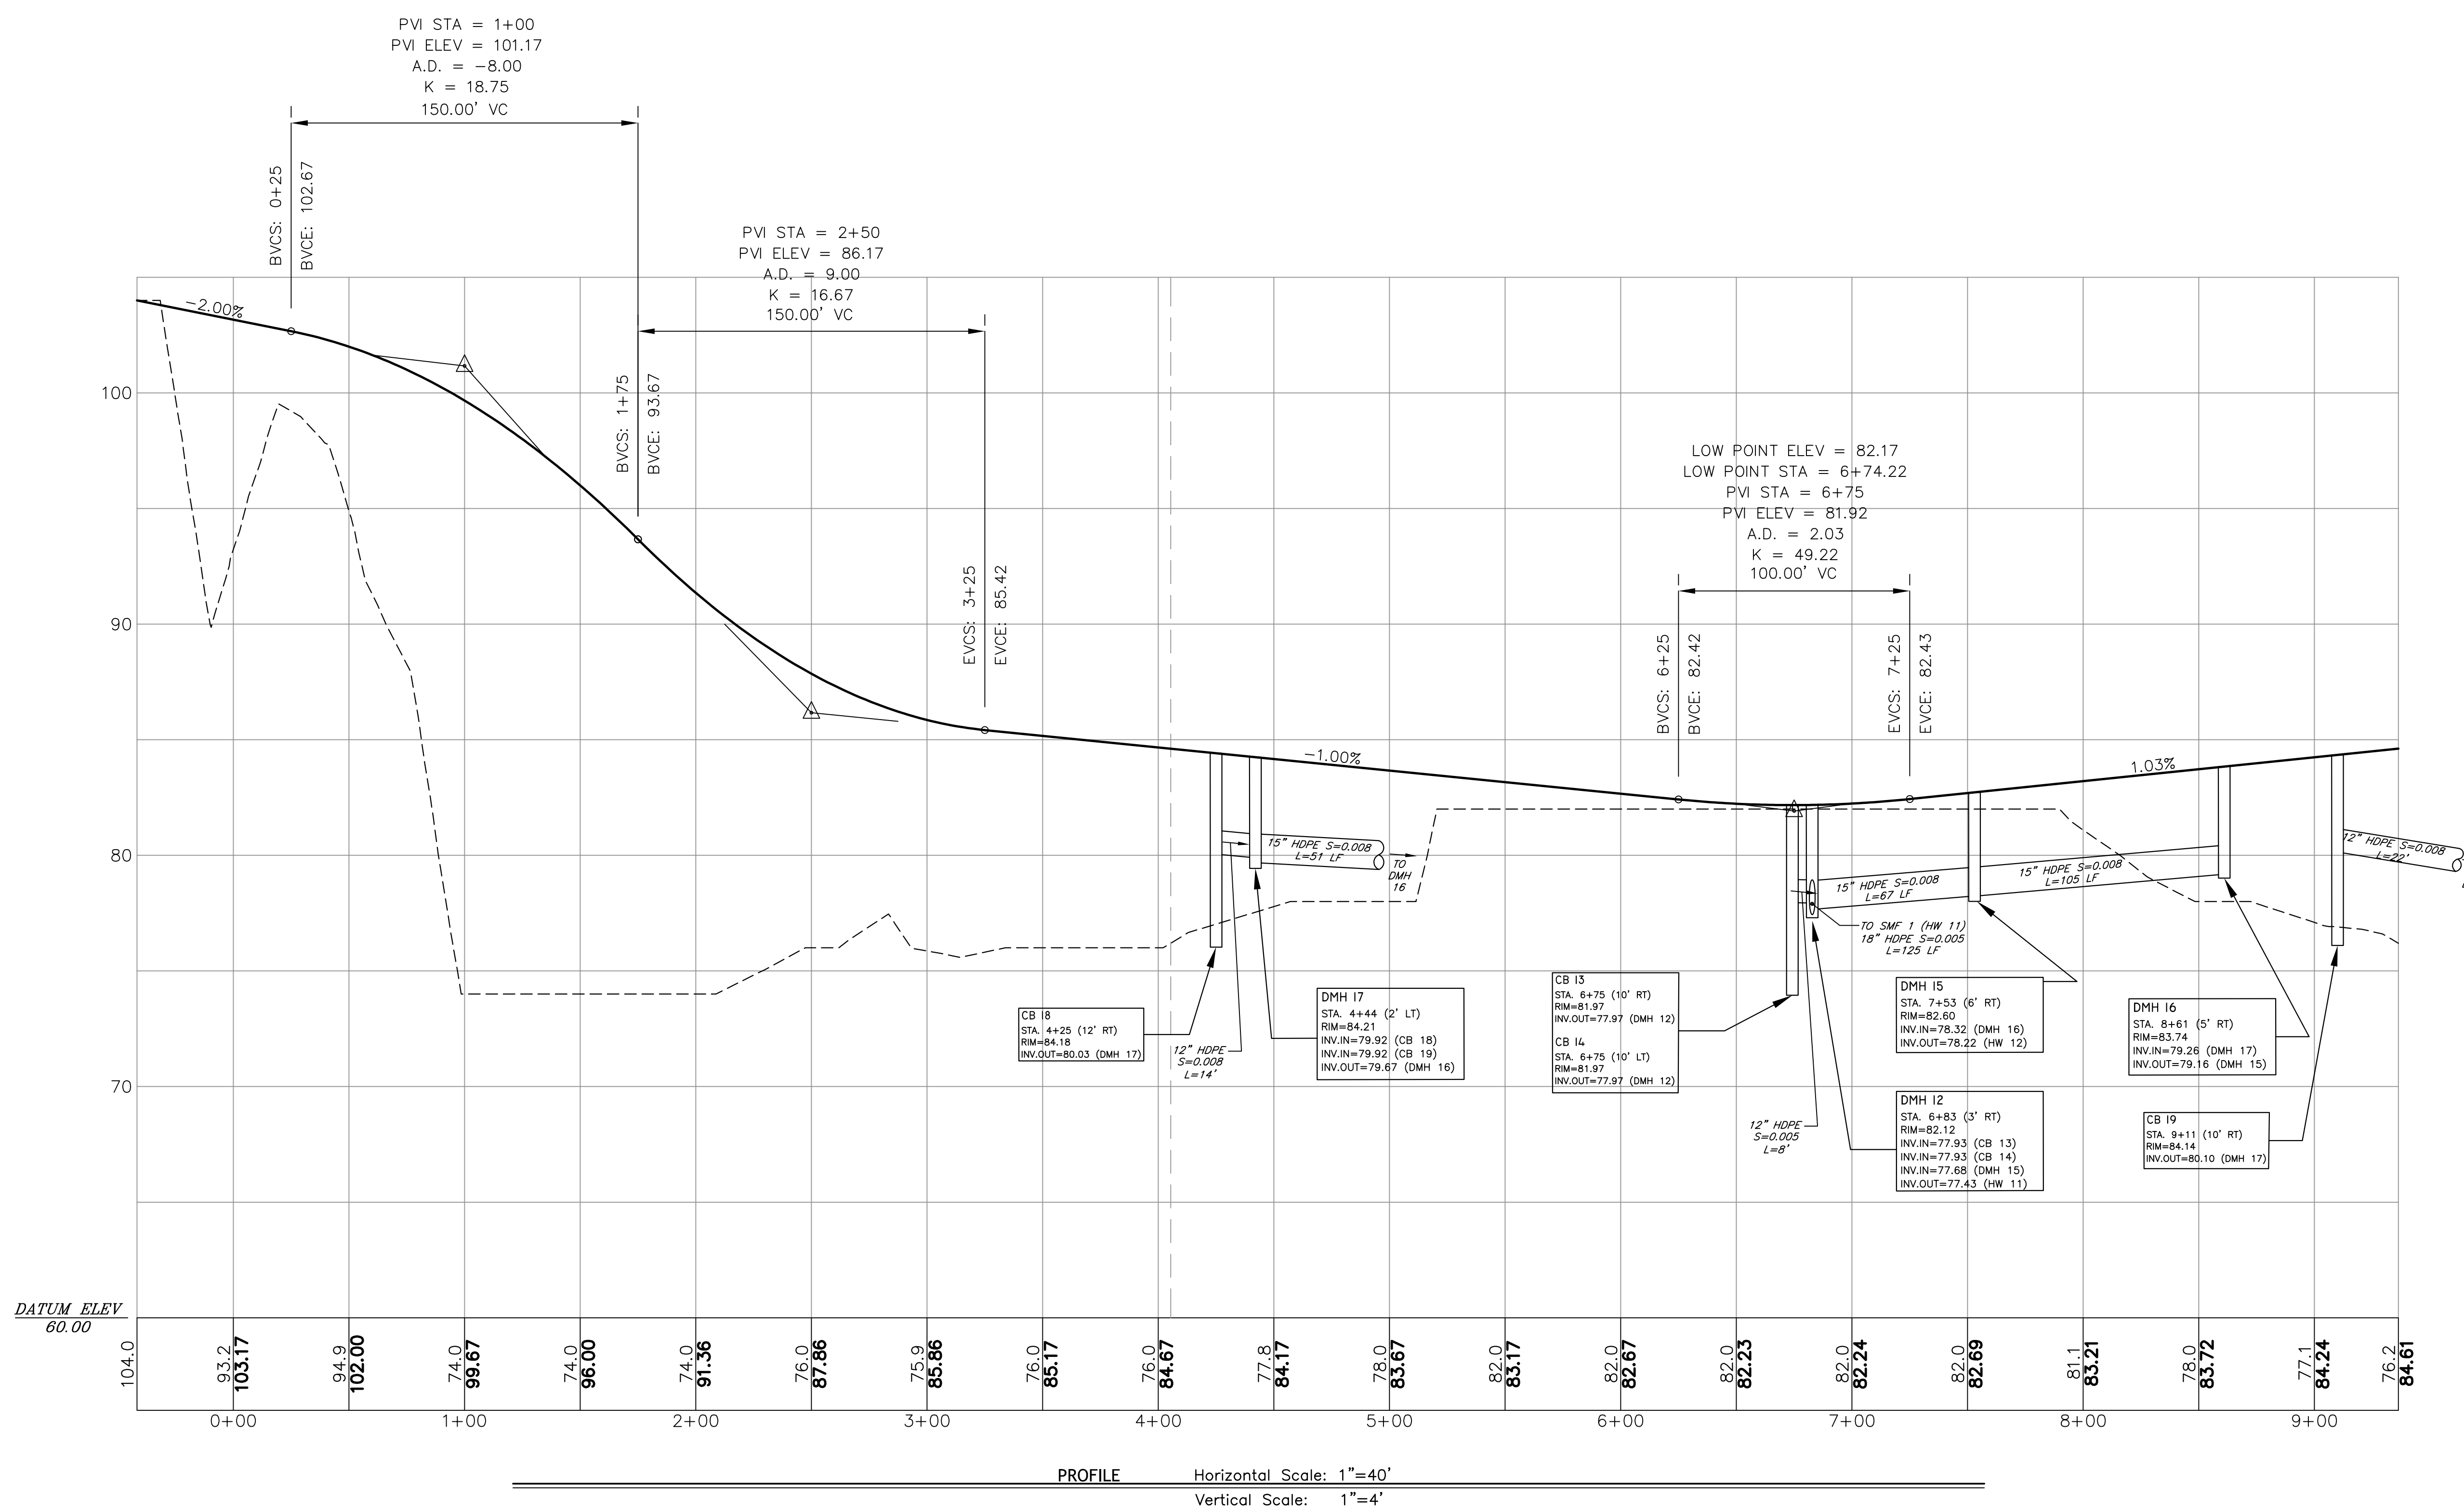 PVI STA = 1+00
PVI ELEV = 101.17
A.D. = −8.00
K = 18.75
150.00' VC
BVCS: 0+25
BVCE: 102.67
PVI STA = 2+50
PVI ELEV = 86.17
A.D. = 9.00
K = 16.67
150.00' VC
BVCS: 1+75
BVCE: 93.67
EVCS: 3+25
EVCE: 85.42
LOW POINT ELEV = 82.17
LOW POINT STA = 6+74.22
PVI STA = 6+75
PVI ELEV = 81.92
A.D. = 2.03
K = 49.22
100.00' VC
BVCS: 6+25
BVCE: 82.42
EVCS: 7+25
EVCE: 82.43
−2.00%
−1.00%
1.03%
100
90
80
70
15" HDPE S=0.008
L=51 LF
TO
DMH
16
15" HDPE S=0.008
L=67 LF
15" HDPE S=0.008
L=105 LF
12" HDPE S=0.008
L=22'
TO SMF 1 (HW 11)
18" HDPE S=0.005
L=125 LF
CB 18
STA. 4+25 (12' RT)
RIM=84.18
INV.OUT=80.03 (DMH 17)
12" HDPE
S=0.008
L=14'
DMH 17
STA. 4+44 (2' LT)
RIM=84.21
INV.IN=79.92 (CB 18)
INV.IN=79.92 (CB 19)
INV.OUT=79.67 (DMH 16)
CB 13
STA. 6+75 (10' RT)
RIM=81.97
INV.OUT=77.97 (DMH 12)
CB 14
STA. 6+75 (10' LT)
RIM=81.97
INV.OUT=77.97 (DMH 12)
12" HDPE
S=0.005
L=8'
DMH 15
STA. 7+53 (6' RT)
RIM=82.60
INV.IN=78.32 (DMH 16)
INV.OUT=78.22 (HW 12)
DMH 12
STA. 6+83 (3' RT)
RIM=82.12
INV.IN=77.93 (CB 13)
INV.IN=77.93 (CB 14)
INV.IN=77.68 (DMH 15)
INV.OUT=77.43 (HW 11)
DMH 16
STA. 8+61 (5' RT)
RIM=83.74
INV.IN=79.26 (DMH 17)
INV.OUT=79.16 (DMH 15)
CB 19
STA. 9+11 (10' RT)
RIM=84.14
INV.OUT=80.10 (DMH 17)
DATUM ELEV
60.00
104.0
93.2
103.17
94.9
102.00
74.0
99.67
74.0
96.00
74.0
91.36
76.0
87.86
75.9
85.86
76.0
85.17
76.0
84.67
77.8
84.17
78.0
83.67
82.0
83.17
82.0
82.67
82.0
82.23
82.0
82.24
82.0
82.69
81.1
83.21
78.0
83.72
77.1
84.24
76.2
84.61
0+00
1+00
2+00
3+00
4+00
5+00
6+00
7+00
8+00
9+00
PROFILE
Horizontal Scale: 1"=40'
Vertical Scale: 1"=4'